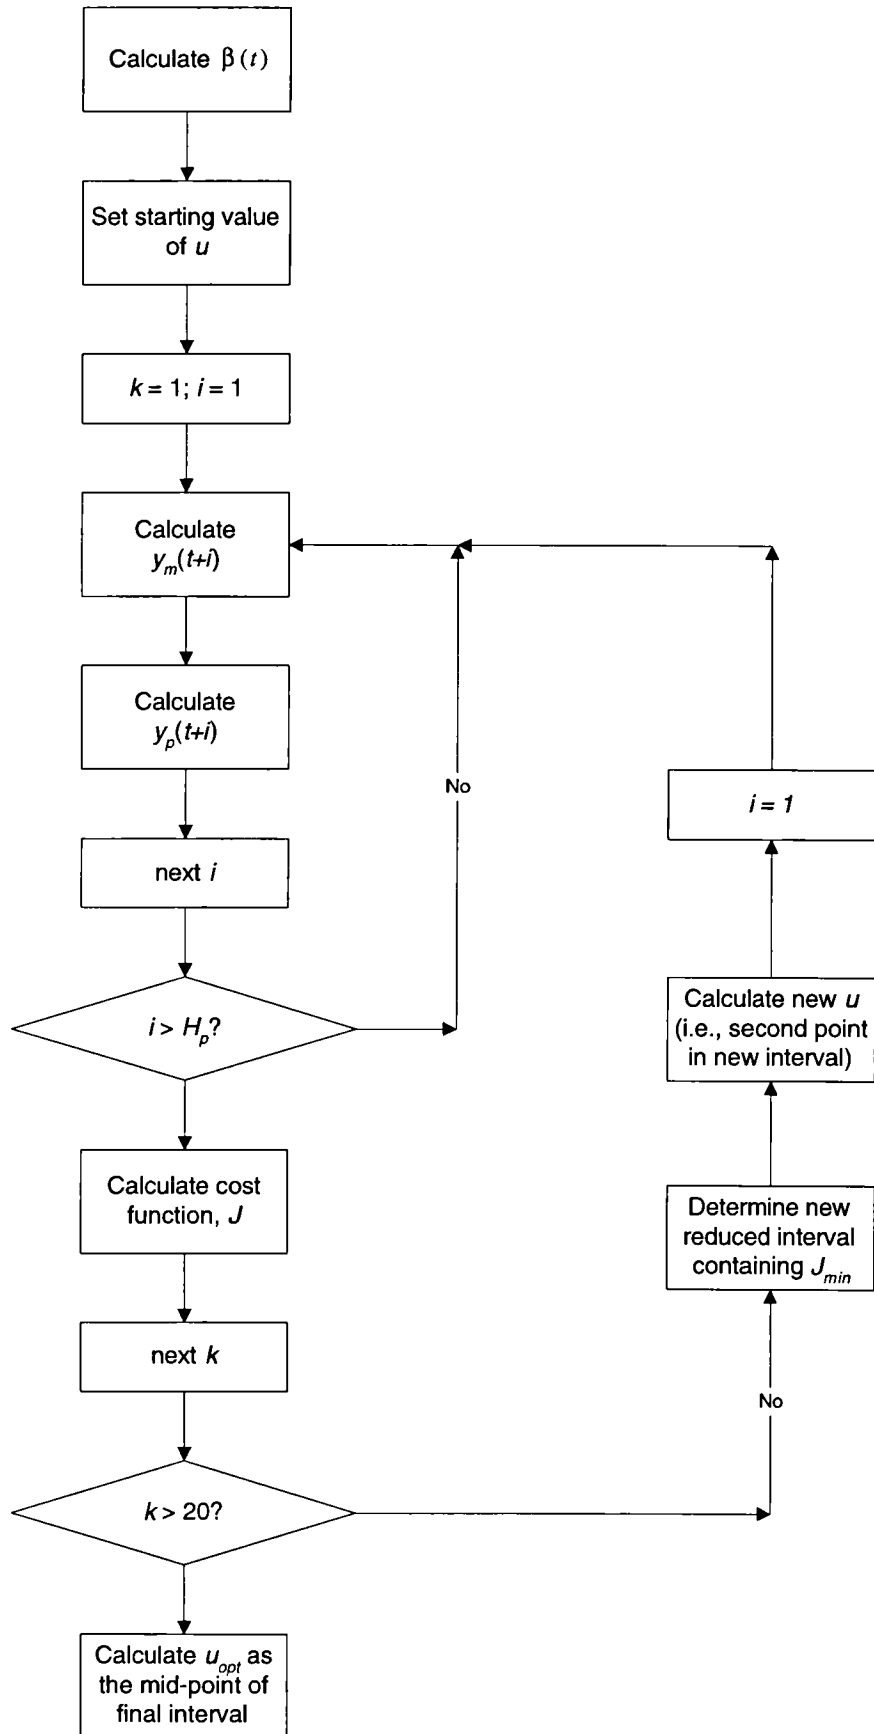 Calculate β(t)
Set starting value
of u
k = 1; i = 1
Calculate
y_m(t+i)
Calculate
y_p(t+i)
No
i = 1
next i
Calculate new u
(i.e., second point
in new interval)
i > H_p?
Calculate cost
function, J
Determine new
reduced interval
containing J_min
next k
No
k > 20?
Calculate u_opt as
the mid-point of
final interval